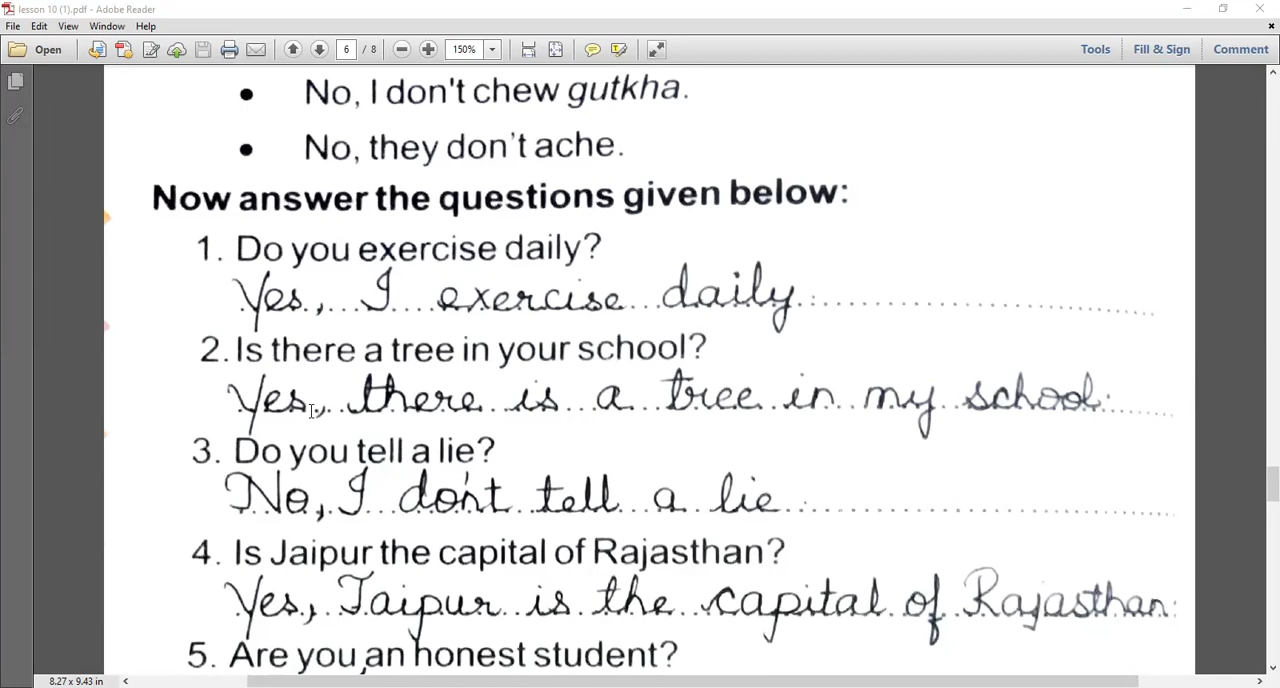 lesson 10 (1).pdf - Adobe Reader
File Edit View Window Help
Open 6 / 8 150% Tools Fill & Sign Comment
• No, I don't chew gutkha.
• No, they don't ache.
Now answer the questions given below:
1. Do you exercise daily?
Yes, I exercise daily.
2. Is there a tree in your school?
Yes, there is a tree in my school.
3. Do you tell a lie?
No, I don't tell a lie.
4. Is Jaipur the capital of Rajasthan?
Yes, Jaipur is the capital of Rajasthan.
5. Are you an honest student?
8.27 x 9.43 in